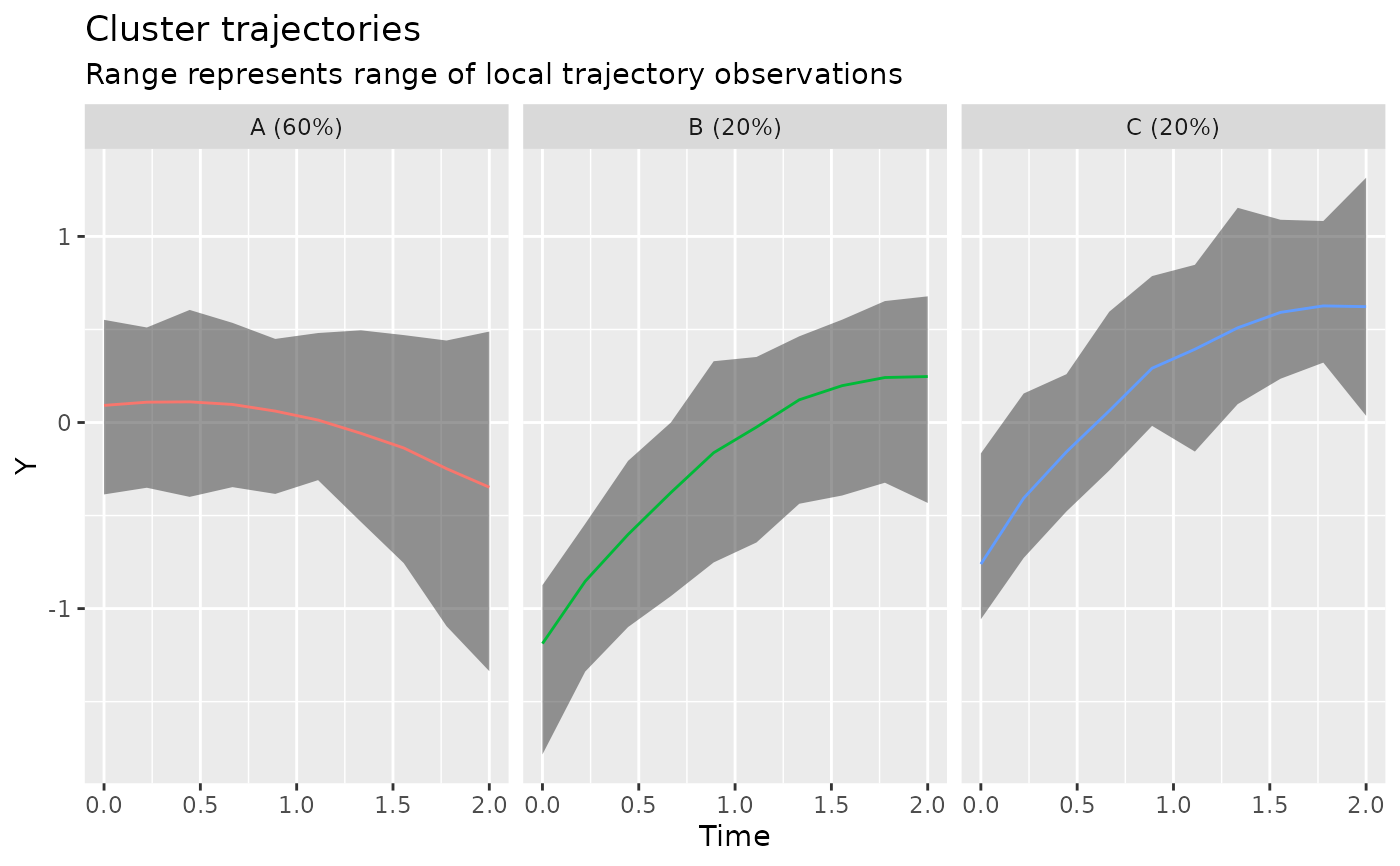 Cluster trajectories
Range represents range of local trajectory observations
A (60%) B (20%) C (20%)
1
0
-1
Y
0.0 0.5 1.0 1.5 2.0 0.0 0.5 1.0 1.5 2.0 0.0 0.5 1.0 1.5 2.0
Time